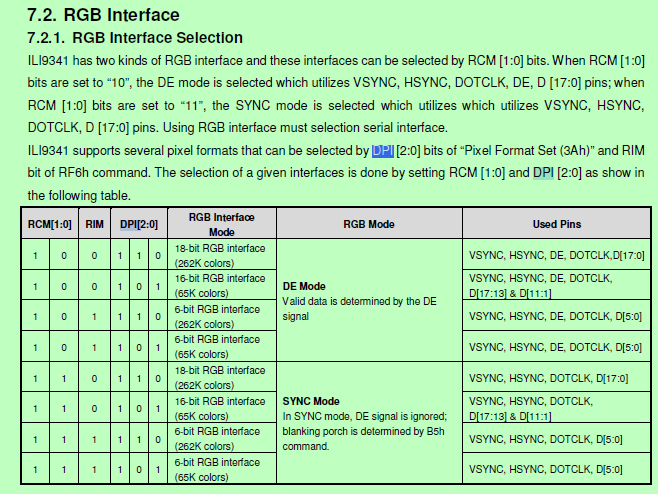 7.2. RGB Interface
7.2.1. RGB Interface Selection
ILI9341 has two kinds of RGB interface and these interfaces can be selected by RCM [1:0] bits. When RCM [1:0]
bits are set to “10”, the DE mode is selected which utilizes VSYNC, HSYNC, DOTCLK, DE, D [17:0] pins; when
RCM [1:0] bits are set to “11”, the SYNC mode is selected which utilizes which utilizes VSYNC, HSYNC,
DOTCLK, D [17:0] pins. Using RGB interface must selection serial interface.
ILI9341 supports several pixel formats that can be selected by DPI [2:0] bits of “Pixel Format Set (3Ah)” and RIM
bit of RF6h command. The selection of a given interfaces is done by setting RCM [1:0] and DPI [2:0] as show in
the following table.
RCM[1:0] RIM DPI[2:0] RGB Interface Mode RGB Mode Used Pins
1 0 0 1 1 0 18-bit RGB interface (262K colors) VSYNC, HSYNC, DE, DOTCLK,D[17:0]
1 0 0 1 0 1 16-bit RGB interface (65K colors) VSYNC, HSYNC, DE, DOTCLK, D[17:13] & D[11:1]
DE Mode
Valid data is determined by the DE
signal
1 0 1 1 1 0 6-bit RGB interface (262K colors) VSYNC, HSYNC, DE, DOTCLK, D[5:0]
1 0 1 1 0 1 6-bit RGB interface (65K colors) VSYNC, HSYNC, DE, DOTCLK, D[5:0]
1 1 0 1 1 0 18-bit RGB interface (262K colors) VSYNC, HSYNC, DOTCLK, D[17:0]
1 1 0 1 0 1 16-bit RGB interface (65K colors) VSYNC, HSYNC, DOTCLK, D[17:13] & D[11:1]
SYNC Mode
In SYNC mode, DE signal is ignored;
blanking porch is determined by B5h
command.
1 1 1 1 1 0 6-bit RGB interface (262K colors) VSYNC, HSYNC, DOTCLK, D[5:0]
1 1 1 1 0 1 6-bit RGB interface (65K colors) VSYNC, HSYNC, DOTCLK, D[5:0]